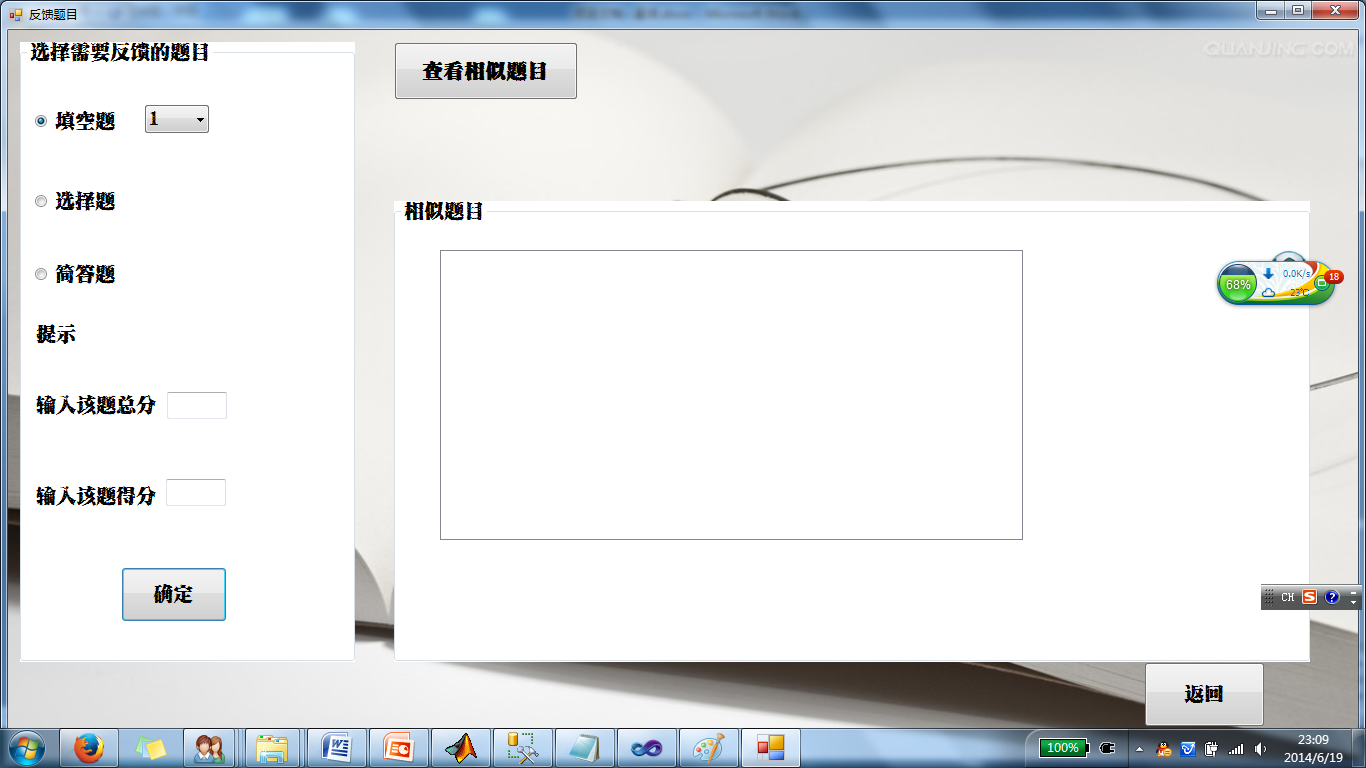 反馈题目
QUANJING.COM
选择需要反馈的题目
填空题 1
选择题
简答题
提示
输入该题总分
输入该题得分
确定
查看相似题目
相似题目
68% 0.0K/s 18
23℃
CH
返回
100%
23:09
2014/6/19